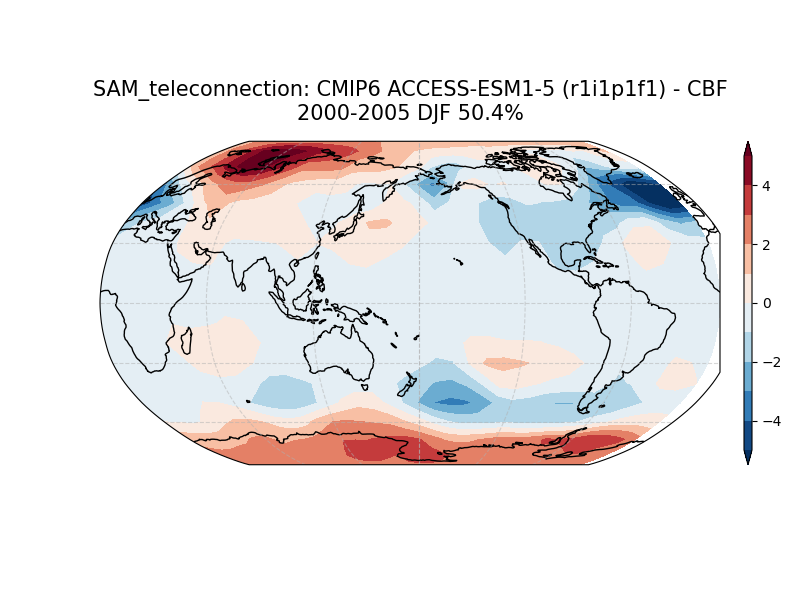 SAM_teleconnection: CMIP6 ACCESS-ESM1-5 (r1i1p1f1) - CBF
2000-2005 DJF 50.4%
4
2
0
−2
−4